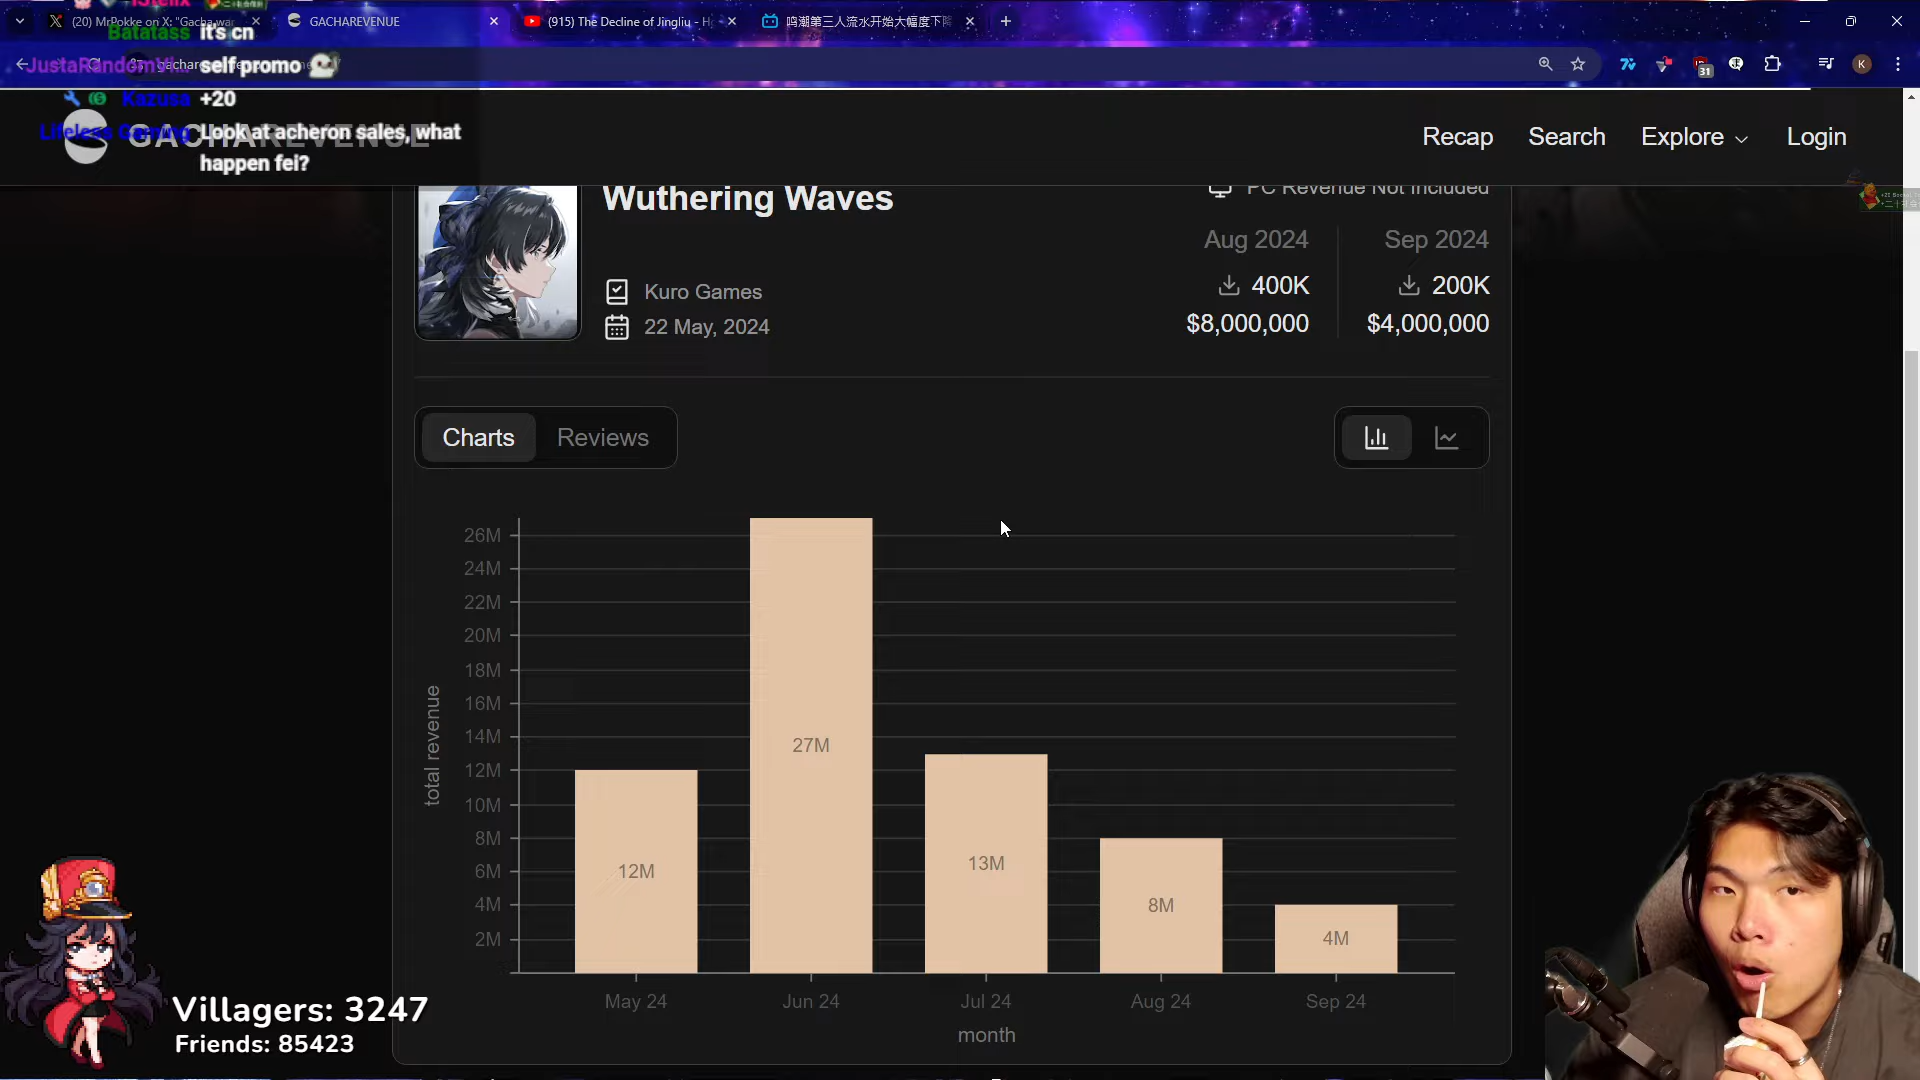 (20) MrPokke on X: "Gacha war
GACHAREVENUE
(915) The Decline of Jingliu - H
鸣潮第三人流水开始大幅度下降
Batatass it's cn
self promo
31
K
Kazusa +20
Lifeless Gaming Look at acheron sales, what
happen fei?
GACHAREVENUE
Recap
Search
Explore
Login
Wuthering Waves
PC Revenue Not Included
Kuro Games
22 May, 2024
Aug 2024
400K
$8,000,000
Sep 2024
200K
$4,000,000
Charts
Reviews
total revenue
26M
24M
22M
20M
18M
16M
14M
12M
10M
8M
6M
4M
2M
12M
27M
13M
8M
4M
May 24
Jun 24
Jul 24
Aug 24
Sep 24
month
Villagers: 3247
Friends: 85423